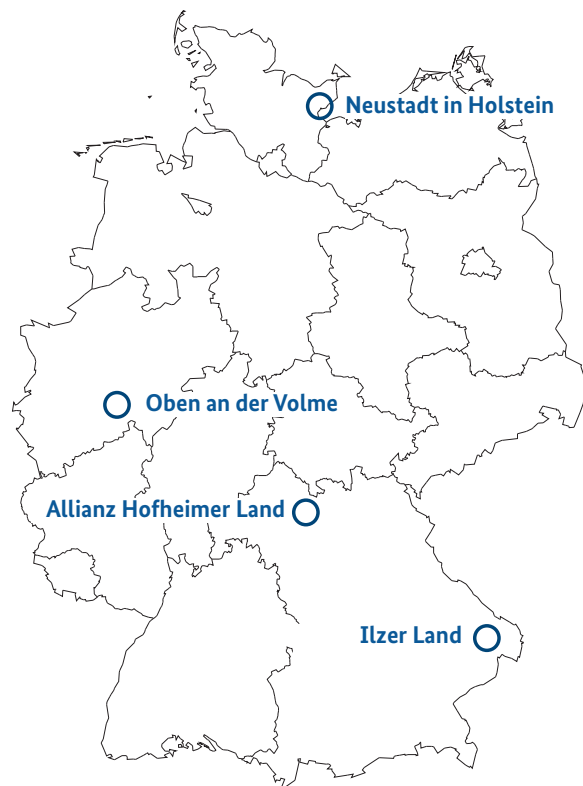 Neustadt in Holstein
Oben an der Volme
Allianz Hofheimer Land
Ilzer Land